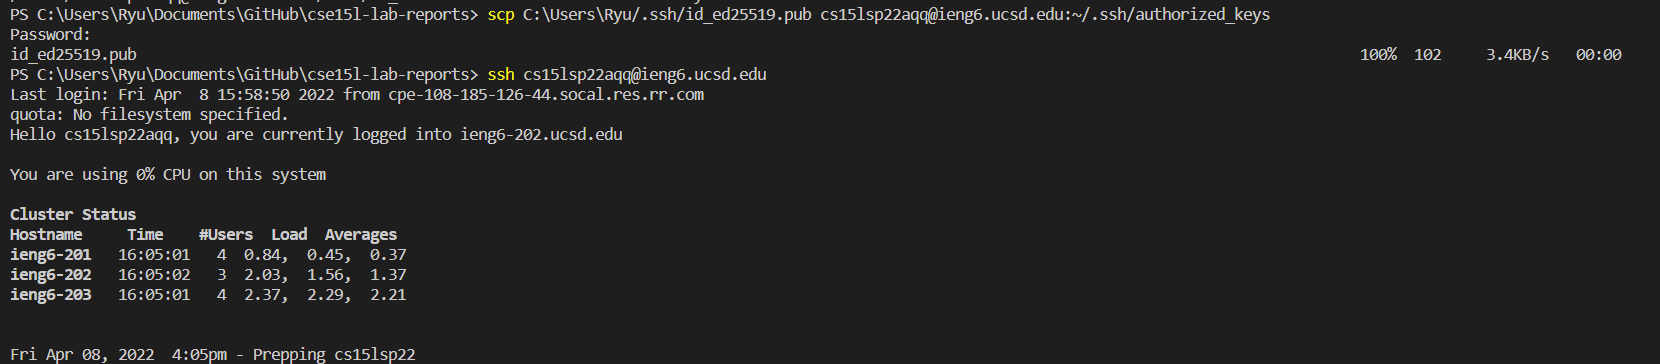 PS C:\Users\Ryu\Documents\GitHub\cse15l-lab-reports> scp C:\Users\Ryu/.ssh/id_ed25519.pub cs15lsp22aqq@ieng6.ucsd.edu:~/.ssh/authorized_keys
Password:
id_ed25519.pub 100% 102 3.4KB/s 00:00
PS C:\Users\Ryu\Documents\GitHub\cse15l-lab-reports> ssh cs15lsp22aqq@ieng6.ucsd.edu
Last login: Fri Apr  8 15:58:50 2022 from cpe-108-185-126-44.socal.res.rr.com
quota: No filesystem specified.
Hello cs15lsp22aqq, you are currently logged into ieng6-202.ucsd.edu
You are using 0% CPU on this system
Cluster Status
Hostname     Time    #Users  Load  Averages
ieng6-201   16:05:01   4  0.84,  0.45,  0.37
ieng6-202   16:05:02   3  2.03,  1.56,  1.37
ieng6-203   16:05:01   4  2.37,  2.29,  2.21
Fri Apr 08, 2022  4:05pm - Prepping cs15lsp22